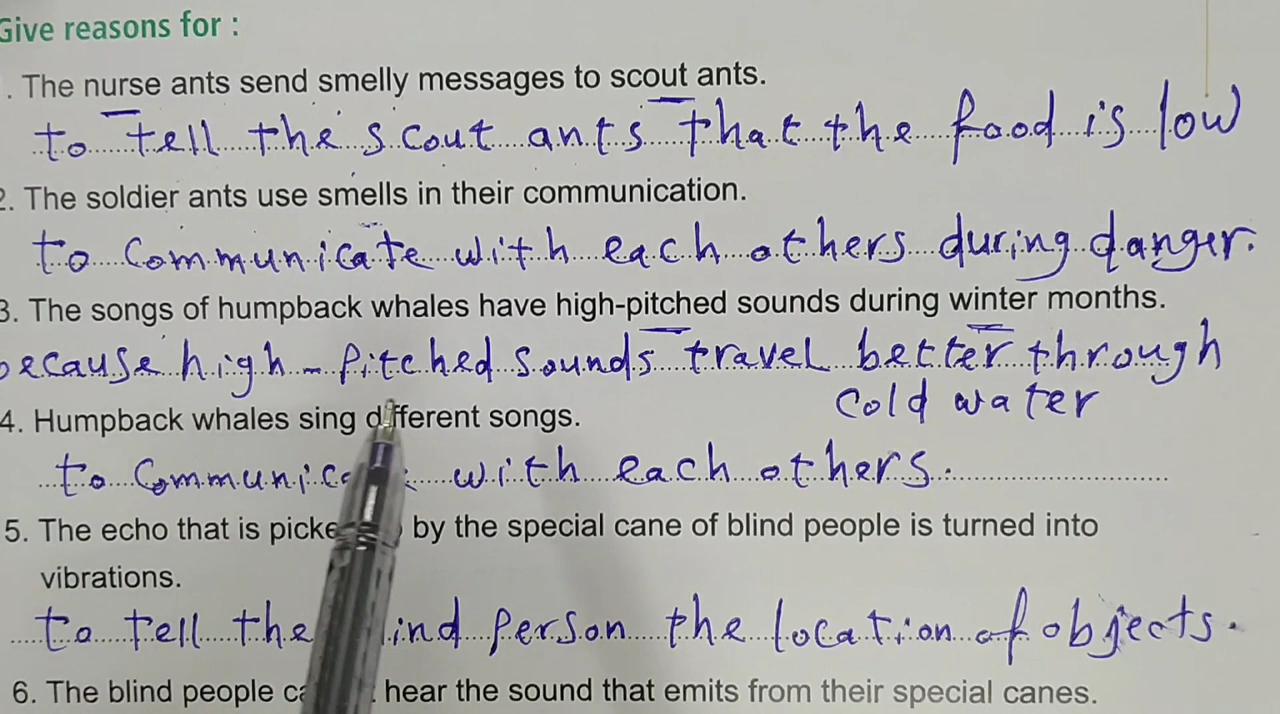 Give reasons for :
. The nurse ants send smelly messages to scout ants.
to tell the scout ants that the food is low
2. The soldier ants use smells in their communication.
to communicate with each others during danger.
3. The songs of humpback whales have high-pitched sounds during winter months.
because high-pitched sounds travel better through
cold water
4. Humpback whales sing different songs.
to with each others.
5. The echo that is by the special cane of blind people is turned into
vibrations.
to tell the person the location of objects.
6. The blind people hear the sound that emits from their special canes.